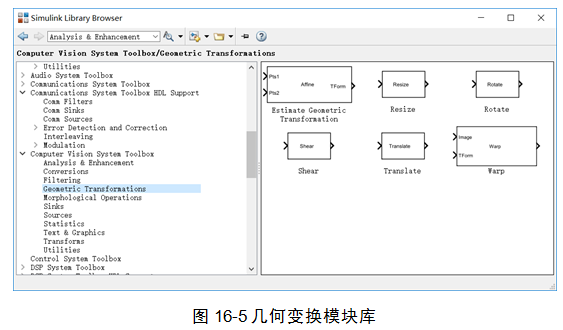 Simulink Library Browser
Analysis & Enhancement
Computer Vision System Toolbox/Geometric Transformations
Utilities
Audio System Toolbox
Communications System Toolbox
Communications System Toolbox HDL Support
Comm Filters
Comm Sinks
Comm Sources
Error Detection and Correction
Interleaving
Modulation
Computer Vision System Toolbox
Analysis & Enhancement
Conversions
Filtering
Geometric Transformations
Morphological Operations
Sinks
Sources
Statistics
Text & Graphics
Transforms
Utilities
Control System Toolbox
DSP System Toolbox
Pts1
Pts2
Affine
TForm
Estimate Geometric
Transformation
Resize
Resize
Rotate
Rotate
Shear
Shear
Translate
Translate
Image
TForm
Warp
Warp
图 16-5 几何变换模块库